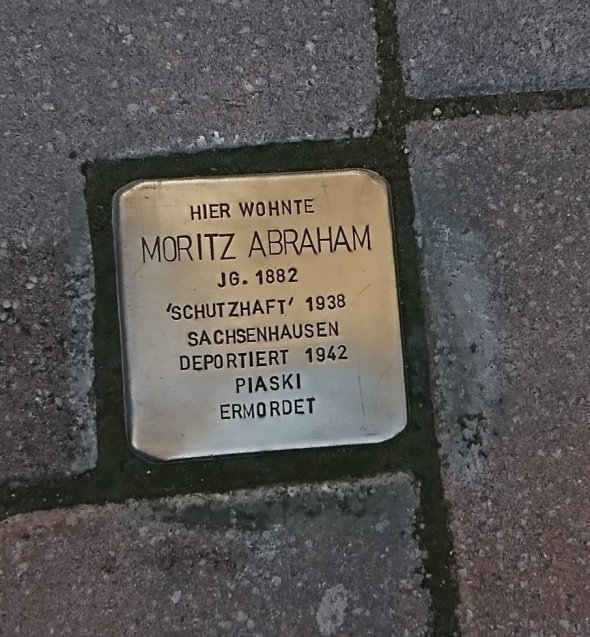 HIER WOHNTE
MORITZ ABRAHAM
JG. 1882
'SCHUTZHAFT' 1938
SACHSENHAUSEN
DEPORTIERT 1942
PIASKI
ERMORDET